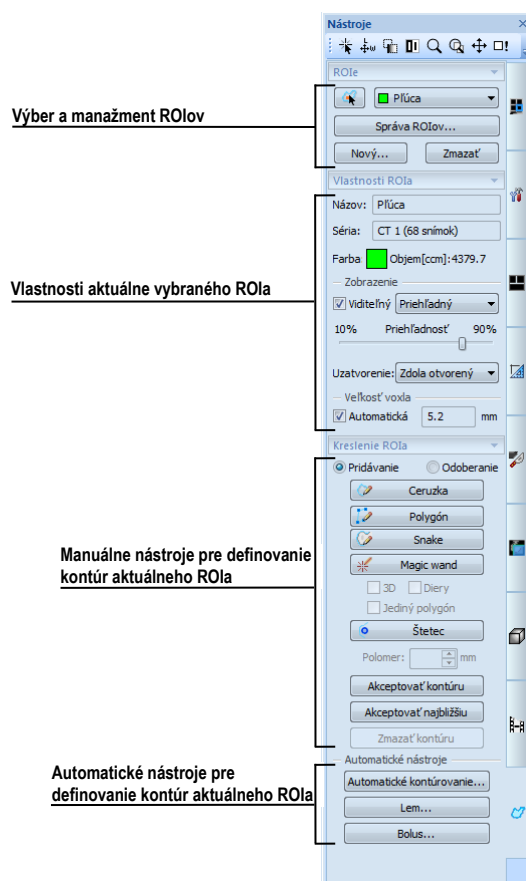 Nástroje
ROIe
Výber a manažment ROIov
Pľúca
Správa ROIov...
Nový... Zmazať
Vlastnosti ROIa
Názov: Pľúca
Séria: CT 1 (68 snímok)
Farba Objem[ccm]:4379.7
Vlastnosti aktuálne vybraného ROIa
Zobrazenie
Viditeľný Priehľadný
10% Priehľadnosť 90%
Uzatvorenie: Zdola otvorený
Veľkosť voxla
Automatická 5.2 mm
Kreslenie ROIa
Pridávanie Odoberanie
Ceruzka
Polygón
Snake
Manuálne nástroje pre definovanie
kontúr aktuálneho ROIa
Magic wand
3D Diery
Jediný polygón
Štetec
Polomer: mm
Akceptovať kontúru
Akceptovať najbližšiu
Zmazať kontúru
Automatické nástroje
Automatické nástroje pre
definovanie kontúr aktuálneho ROIa
Automatické kontúrovanie...
Lem...
Bolus...